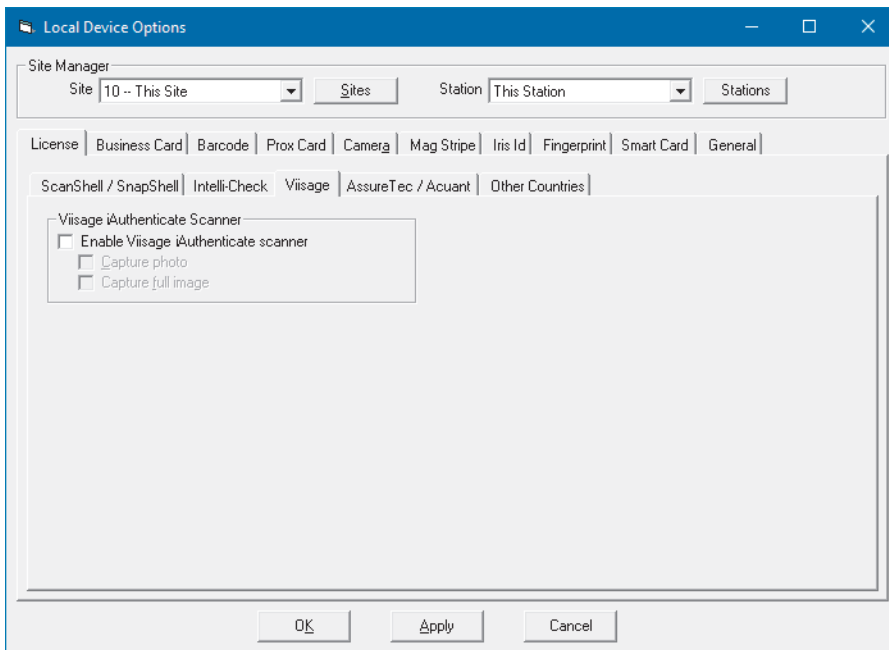 Local Device Options
Site Manager
Site 10 -- This Site Sites Station This Station Stations
License Business Card Barcode Prox Card Camera Mag Stripe Iris Id Fingerprint Smart Card General
ScanShell / SnapShell Intelli-Check Viisage AssureTec / Acuant Other Countries
Viisage iAuthenticate Scanner
Enable Viisage iAuthenticate scanner
Capture photo
Capture full image
OK Apply Cancel